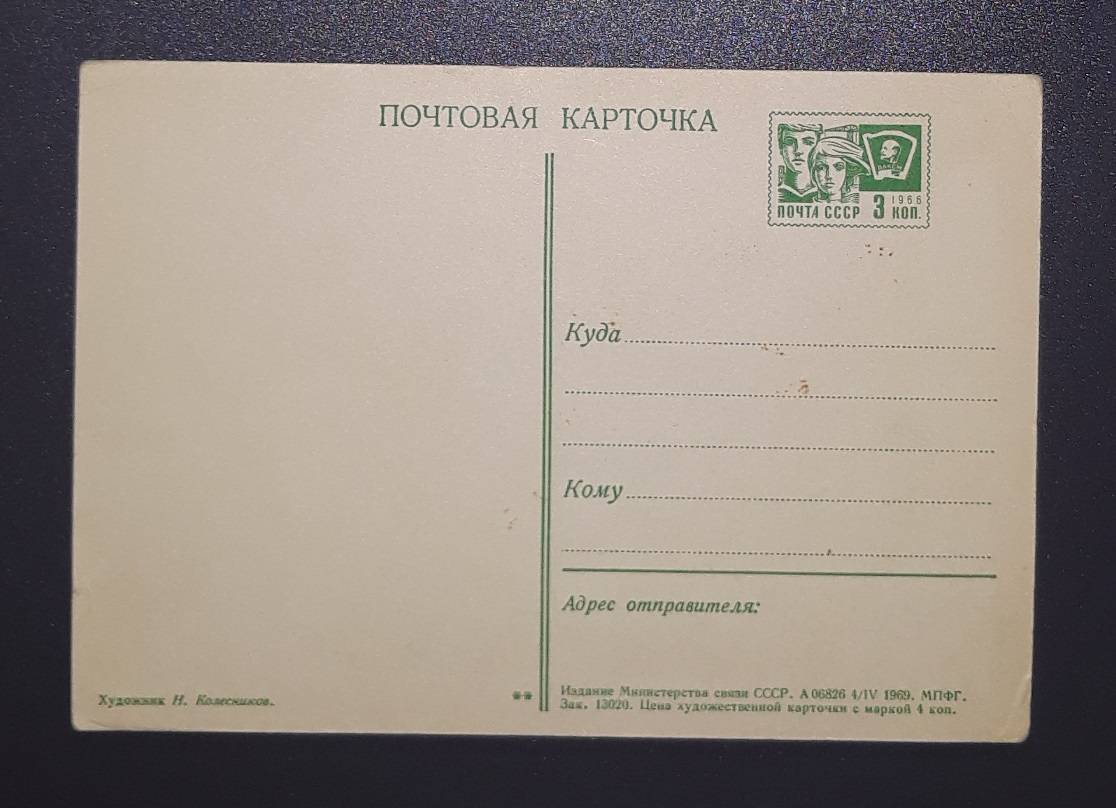 ПОЧТОВАЯ КАРТОЧКА
ВЛКСМ
1966
ПОЧТА СССР 3 КОП.
Куда
Кому
Адрес отправителя:
Художник Н. Колесников.
**
Издание Министерства связи СССР. А 06826 4/IV 1969. МПФГ.
Зак. 13020. Цена художественной карточки с маркой 4 коп.